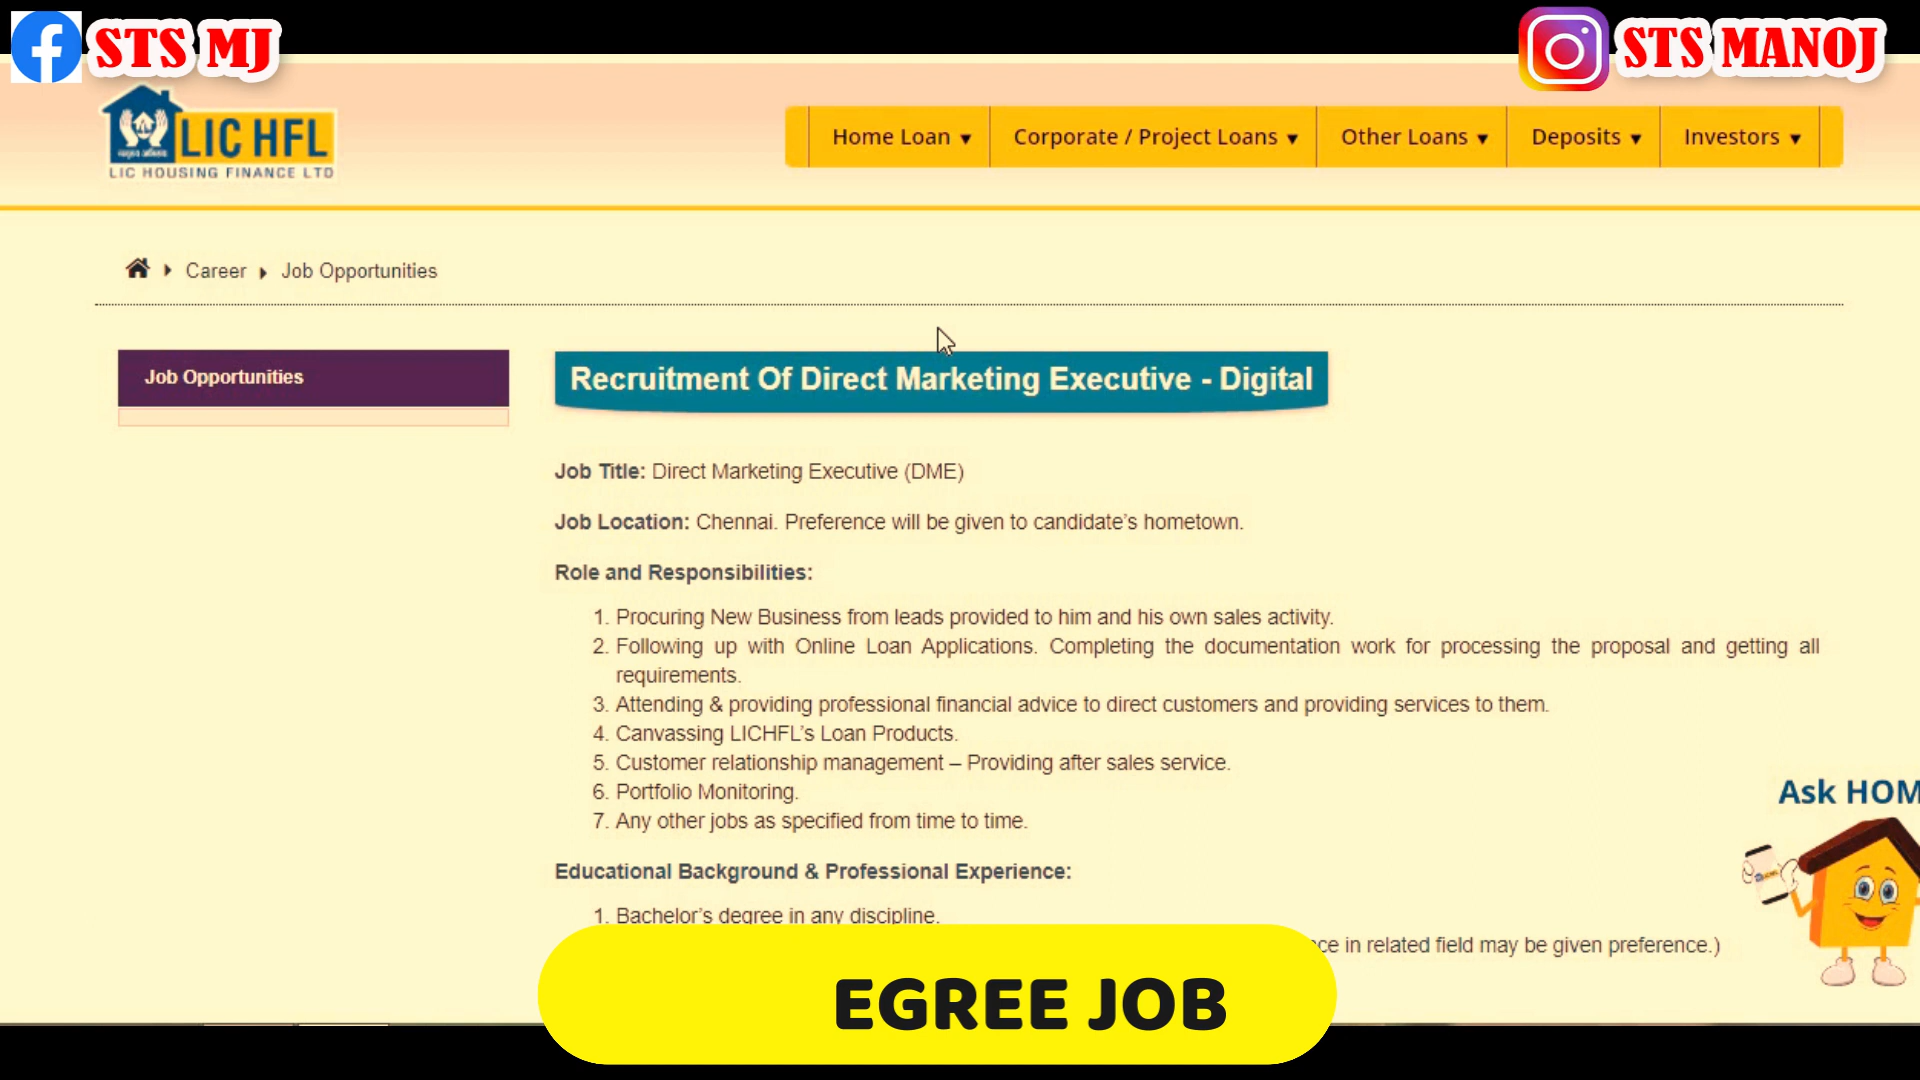 STS MJ
STS MANOJ
LIC HFL
LIC HOUSING FINANCE LTD
Home Loan ▼ Corporate / Project Loans ▼ Other Loans ▼ Deposits ▼ Investors ▼
Career Job Opportunities
Job Opportunities
Recruitment Of Direct Marketing Executive - Digital
Job Title: Direct Marketing Executive (DME)
Job Location: Chennai. Preference will be given to candidate’s hometown.
Role and Responsibilities:
1. Procuring New Business from leads provided to him and his own sales activity.
2. Following up with Online Loan Applications. Completing the documentation work for processing the proposal and getting all
requirements.
3. Attending & providing professional financial advice to direct customers and providing services to them.
4. Canvassing LICHFL’s Loan Products.
5. Customer relationship management – Providing after sales service.
6. Portfolio Monitoring.
7. Any other jobs as specified from time to time.
Ask HOM
Educational Background & Professional Experience:
1. Bachelor’s degree in any discipline.
in related field may be given preference.)
EGREE JOB